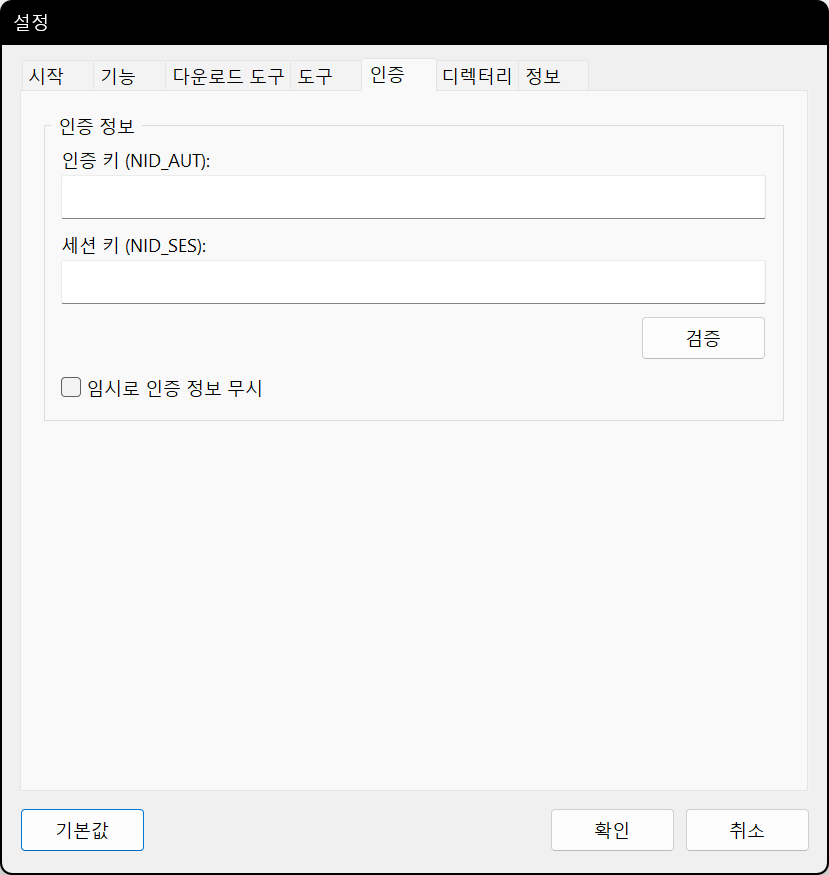 설정
시작 기능 다운로드 도구 도구 인증 디렉터리 정보
인증 정보
인증 키 (NID_AUT):
세션 키 (NID_SES):
검증
임시로 인증 정보 무시
기본값 확인 취소